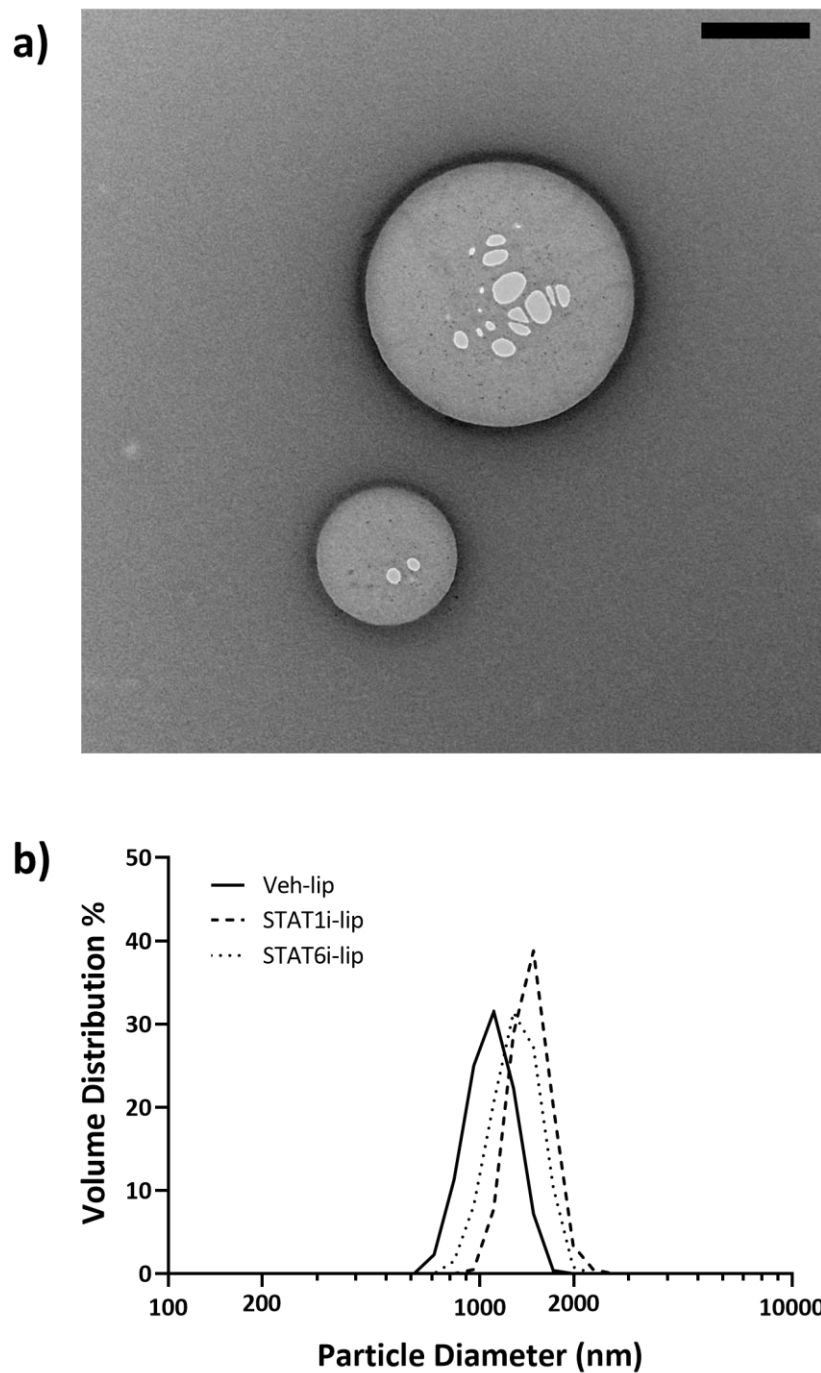 a)
b)
50
40
30
20
10
0
Volume Distribution %
Veh-lip
STAT1i-lip
STAT6i-lip
100 200 1000 2000 10000
Particle Diameter (nm)